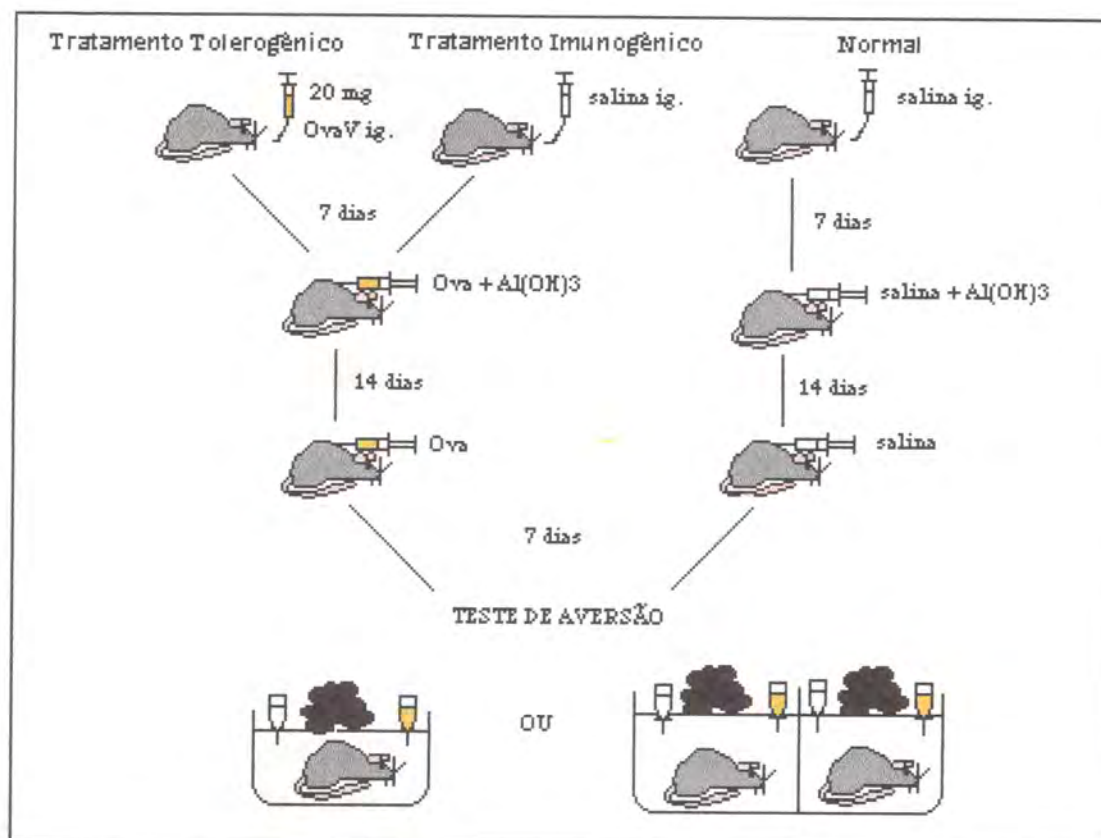 Tratamento Tolerogênico
Tratamento Imunogênico
Normal
20 mg
OvaV ig.
salina ig.
salina ig.
7 dias
7 dias
Ova + Al(OH)3
salina + Al(OH)3
14 dias
14 dias
Ova
salina
7 dias
TESTE DE AVERSÃO
OU